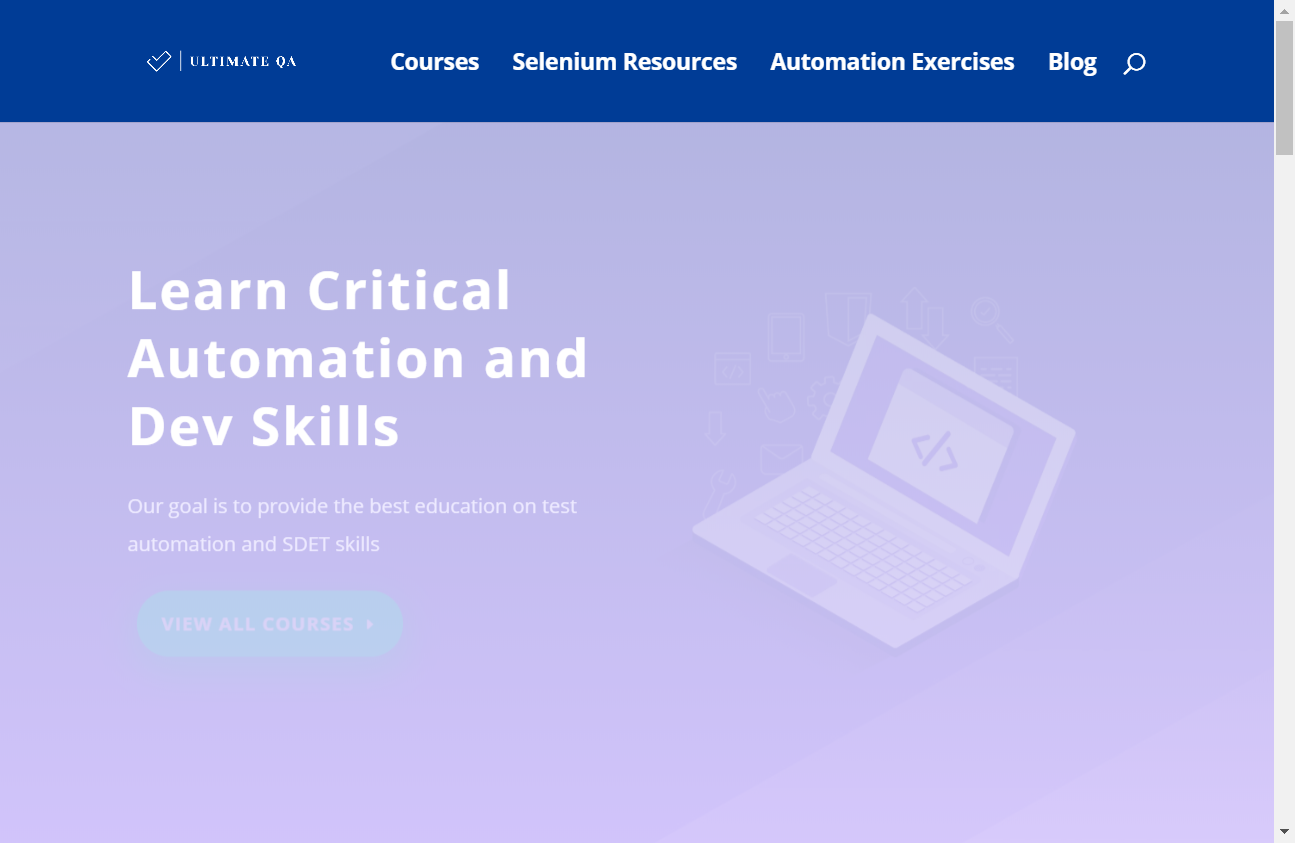 ULTIMATE QA
Courses
Selenium Resources
Automation Exercises
Blog
Learn Critical
Automation and
Dev Skills
Our goal is to provide the best education on test
automation and SDET skills
VIEW ALL COURSES